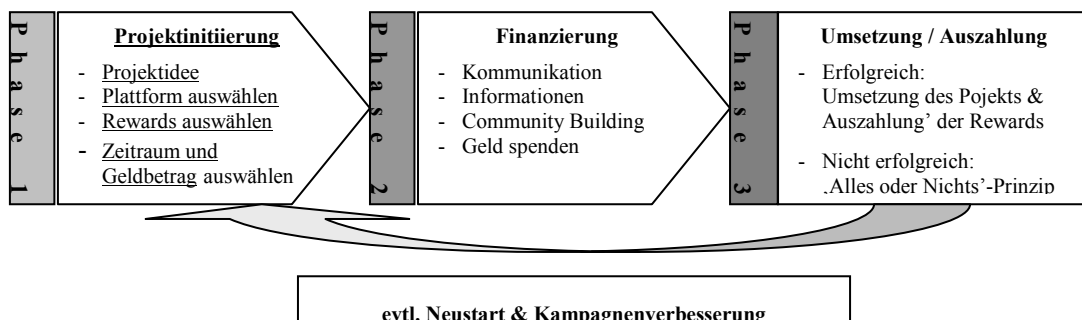 Phase 1
Projektinitiierung
- Projektidee
- Plattform auswählen
- Rewards auswählen
- Zeitraum und
Geldbetrag auswählen
Phase 2
Finanzierung
- Kommunikation
- Informationen
- Community Building
- Geld spenden
Phase 3
Umsetzung / Auszahlung
- Erfolgreich:
Umsetzung des Pojekts &
Auszahlung’ der Rewards
- Nicht erfolgreich:
‚Alles oder Nichts’-Prinzip
evtl. Neustart & Kampagnenverbesserung